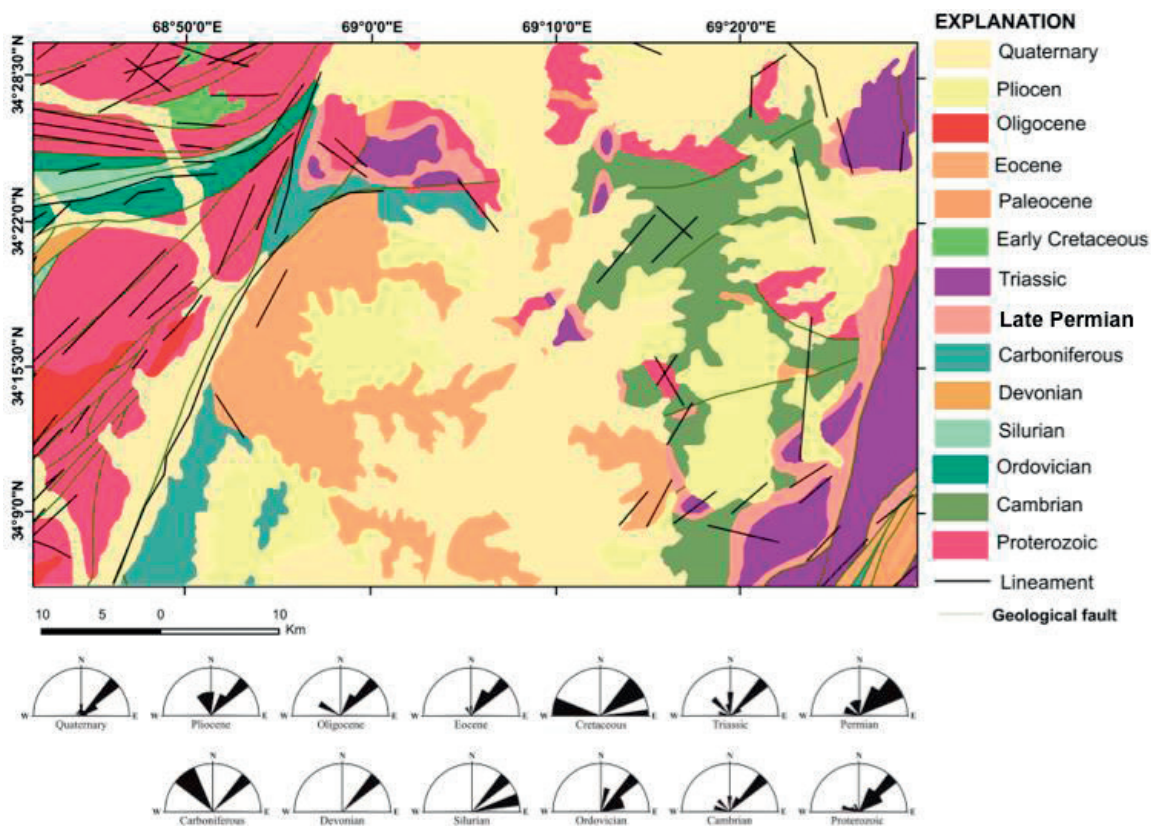 68°50'0"E 69°0'0"E 69°10'0"E 69°20'0"E
34°28'30"N
34°22'0"N
34°15'30"N
34°9'0"N
EXPLANATION
Quaternary
Pliocen
Oligocene
Eocene
Paleocene
Early Cretaceous
Triassic
Late Permian
Carboniferous
Devonian
Silurian
Ordovician
Cambrian
Proterozoic
Lineament
Geological fault
10 5 0 10
Km
N N N N N N N
W E W E W E W E W E W E W E
Quaternary Pliocene Oligocene Eocene Cretaceous Triassic Permian
N N N N N N
W E W E W E W E W E W E
Carboniferous Devonian Silurian Ordovician Cambrian Proterozoic